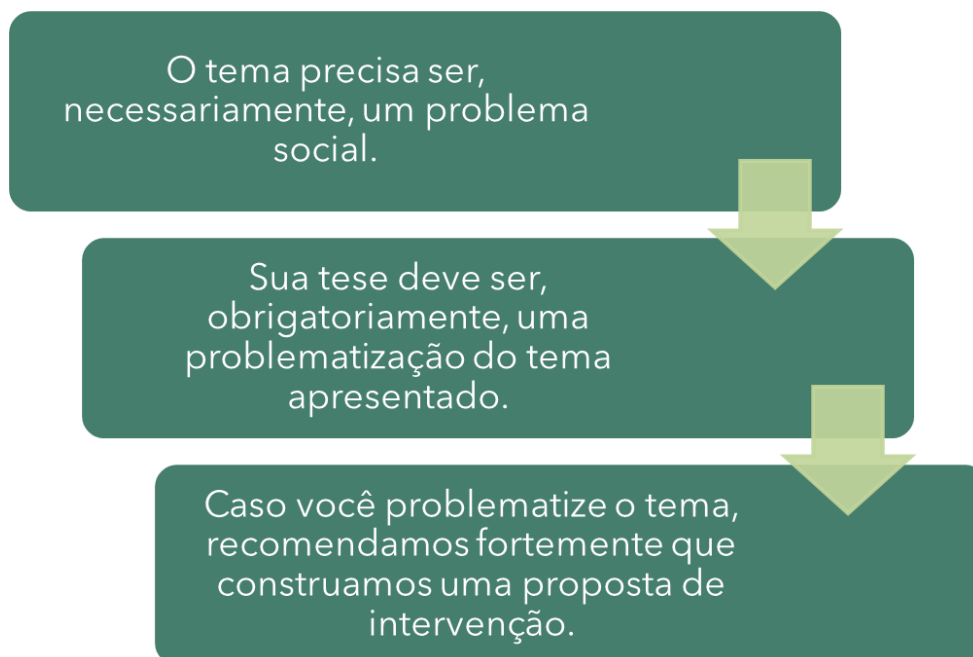 O tema precisa ser,
necessariamente, um problema
social.
Sua tese deve ser,
obrigatoriamente, uma
problematização do tema
apresentado.
Caso você problematize o tema,
recomendamos fortemente que
construamos uma proposta de
intervenção.